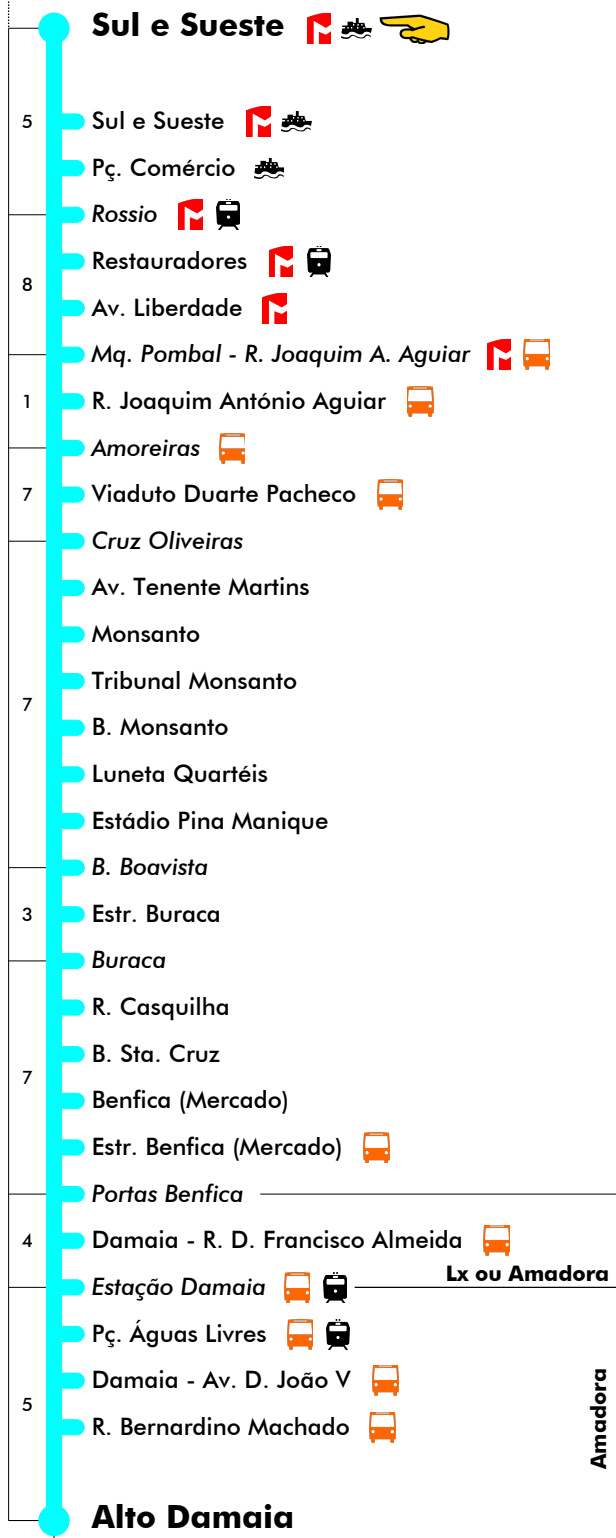 Sul e Sueste
5
Sul e Sueste
Pç. Comércio
Rossio
8
Restauradores
Av. Liberdade
Mq. Pombal - R. Joaquim A. Aguiar
1
R. Joaquim António Aguiar
Amoreiras
7
Viaduto Duarte Pacheco
Cruz Oliveiras
Av. Tenente Martins
Monsanto
Tribunal Monsanto
7
B. Monsanto
Luneta Quartéis
Estádio Pina Manique
B. Boavista
3
Estr. Buraca
Buraca
R. Casquilha
B. Sta. Cruz
7
Benfica (Mercado)
Estr. Benfica (Mercado)
Portas Benfica
4
Damaia - R. D. Francisco Almeida
Lx ou Amadora
Estação Damaia
Pç. Águas Livres
Damaia - Av. D. João V
5
R. Bernardino Machado
Amadora
Alto Damaia